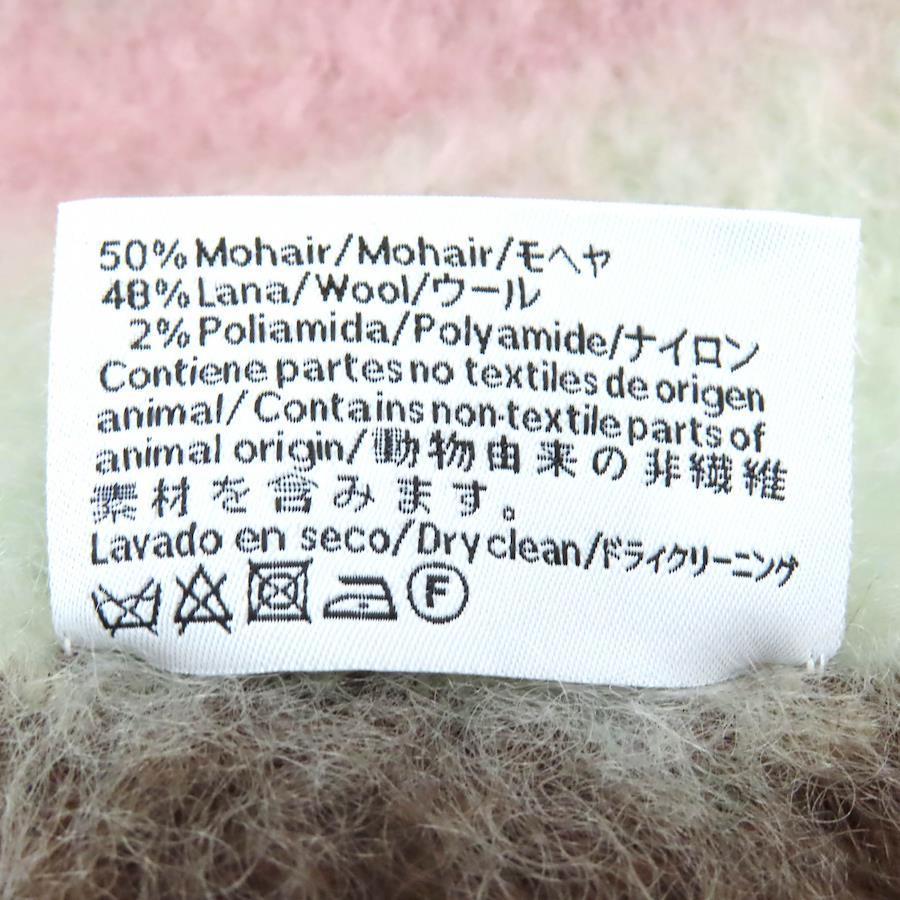 50% Mohair/Mohair/モヘヤ
48% Lana/Wool/ウール
2% Poliamida/Polyamide/ナイロン
Contiene partes no textiles de origen
animal/Contains non-textile parts of
animal origin/動物由来の非繊維
素材を含みます。
Lavado en seco/Dry clean/ドライクリーニング
F